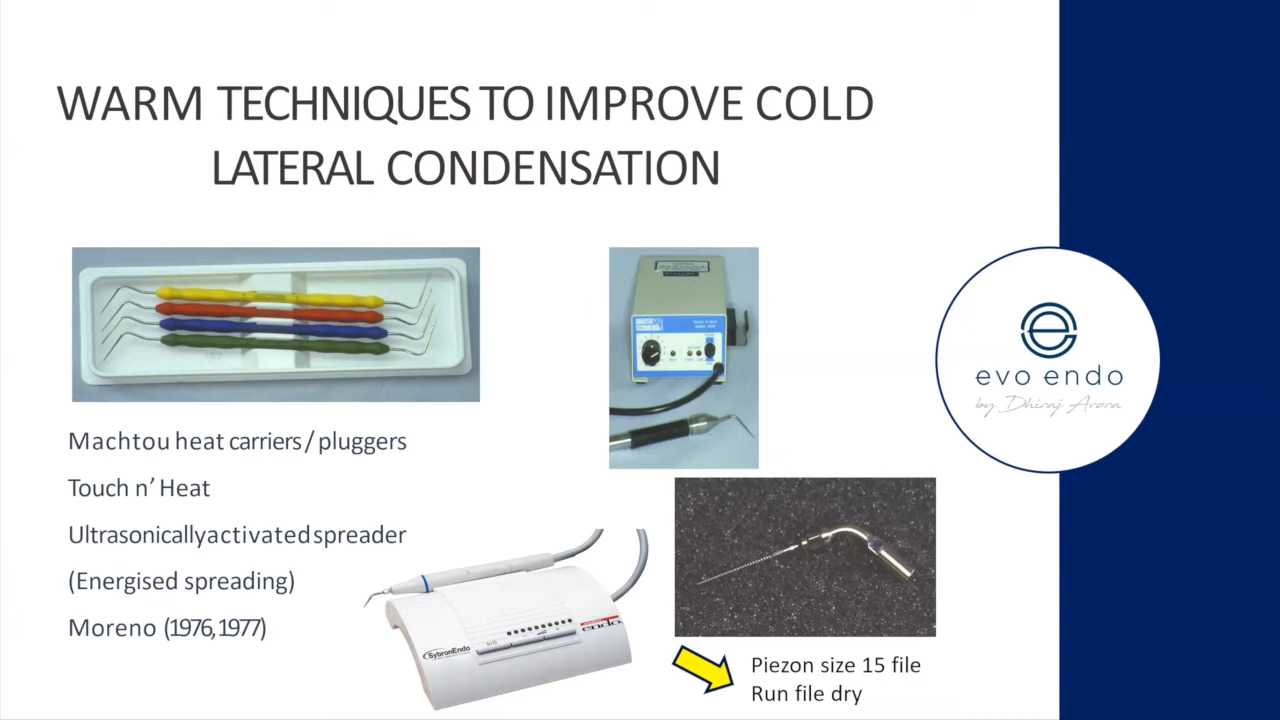 WARM TECHNIQUES TO IMPROVE COLD
LATERAL CONDENSATION
Machtou heat carriers / pluggers
Touch n’ Heat
Ultrasonically activated spreader
(Energised spreading)
Moreno (1976, 1977)
SybronEndo
endo
Piezon size 15 file
Run file dry
evo endo
by Dhiraj Arora